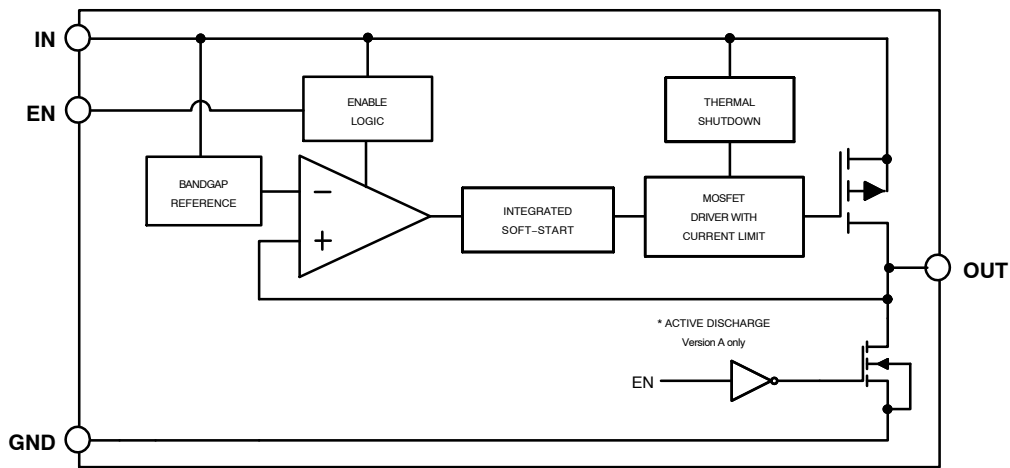 IN
EN
ENABLE
LOGIC
THERMAL
SHUTDOWN
BANDGAP
REFERENCE
−
+
INTEGRATED
SOFT−START
MOSFET
DRIVER WITH
CURRENT LIMIT
OUT
* ACTIVE DISCHARGE
Version A only
EN
GND